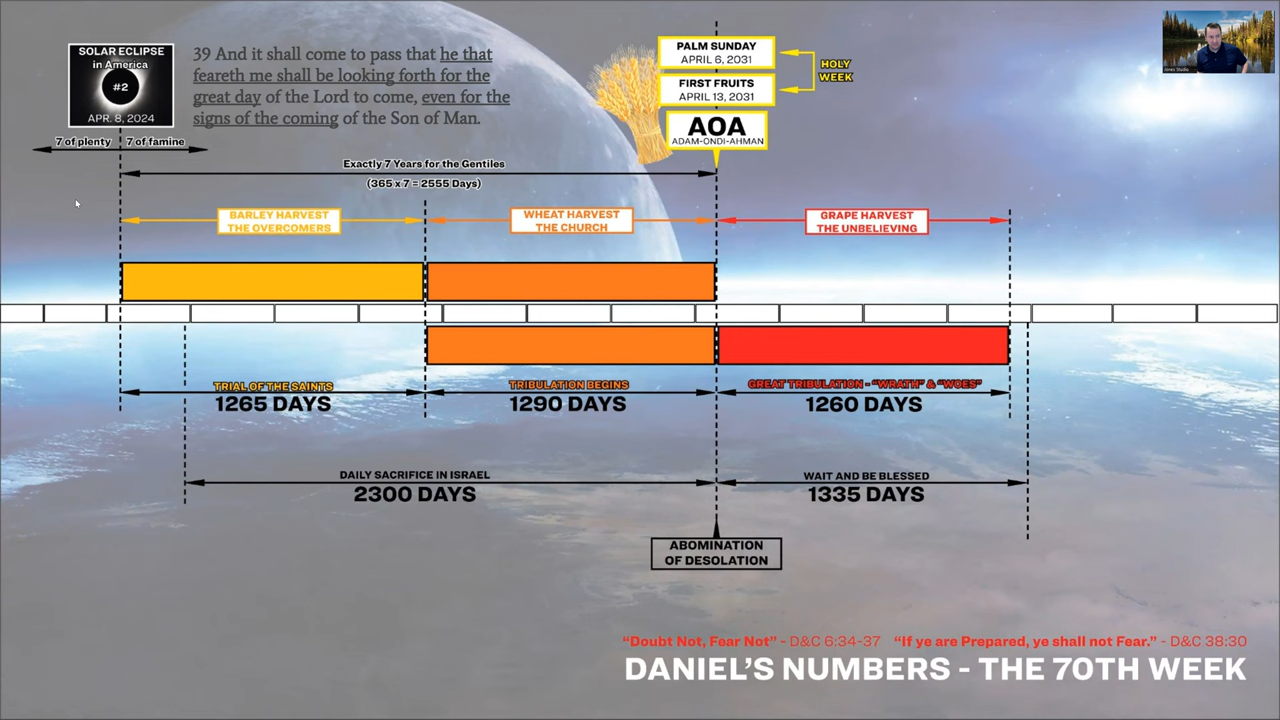 SOLAR ECLIPSE
in America
#2
APR. 8, 2024
39 And it shall come to pass that he that
feareth me shall be looking forth for the
great day of the Lord to come, even for the
signs of the coming of the Son of Man.
PALM SUNDAY
APRIL 6, 2031
FIRST FRUITS
APRIL 13, 2031
HOLY
WEEK
AOA
ADAM-ONDI-AHMAN
7 of plenty
7 of famine
Exactly 7 Years for the Gentiles
(365 x 7 = 2555 Days)
BARLEY HARVEST
THE OVERCOMERS
WHEAT HARVEST
THE CHURCH
GRAPE HARVEST
THE UNBELIEVING
TRIAL OF THE SAINTS
1265 DAYS
TRIBULATION BEGINS
1290 DAYS
GREAT TRIBULATION - "WRATH" & "WOES"
1260 DAYS
DAILY SACRIFICE IN ISRAEL
2300 DAYS
WAIT AND BE BLESSED
1335 DAYS
ABOMINATION
OF DESOLATION
"Doubt Not, Fear Not" - D&C 6:34-37 "If ye are Prepared, ye shall not Fear." - D&C 38:30
DANIEL'S NUMBERS - THE 70TH WEEK
Jones Studio